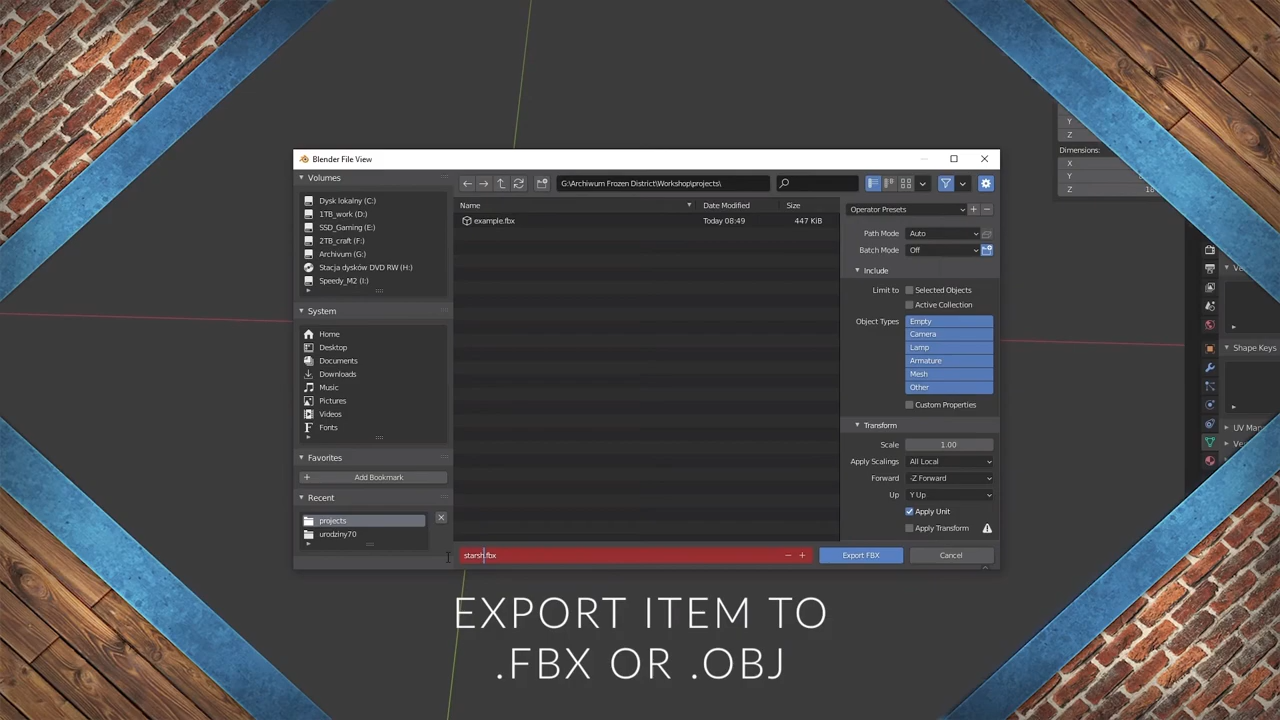 Blender File View
Volumes
Dysk lokalny (C:)
1TB_work (D:)
SSD_Gaming (E:)
2TB_craft (F:)
Archivum (G:)
Stacja dysków DVD RW (H:)
Speedy_M2 (I:)
System
Home
Desktop
Documents
Downloads
Music
Pictures
Videos
Fonts
Favorites
Add Bookmark
Recent
projects
urodziny70
G:\Archiwum Frozen District\Workshop\projects\
Name Date Modified Size
example.fbx Today 08:49 447 KiB
starsh.fbx
Operator Presets
Path Mode Auto
Batch Mode Off
Include
Limit to Selected Objects
Active Collection
Object Types Empty
Camera
Lamp
Armature
Mesh
Other
Custom Properties
Transform
Scale 1.00
Apply Scalings All Local
Forward -Z Forward
Up Y Up
Apply Unit
Apply Transform
Export FBX
Cancel
Y
Z
Dimensions:
X
Y
Z
Shape Keys
UV Map
EXPORT ITEM TO
.FBX OR .OBJ